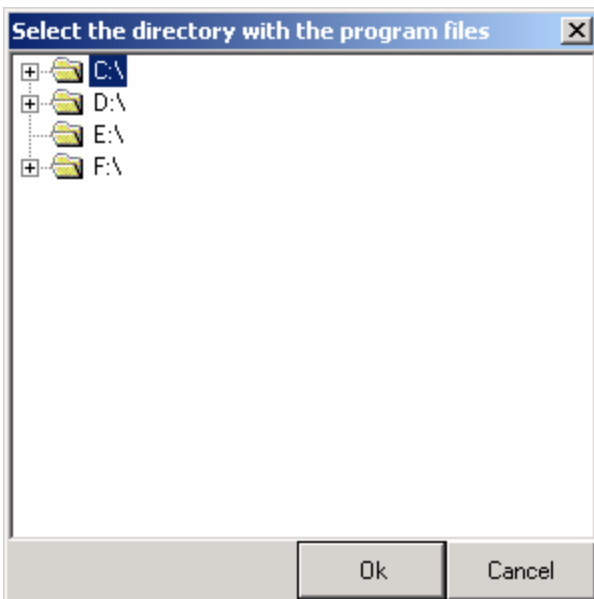 Select the directory with the program files
C:\
D:\
E:\
F:\
Ok
Cancel